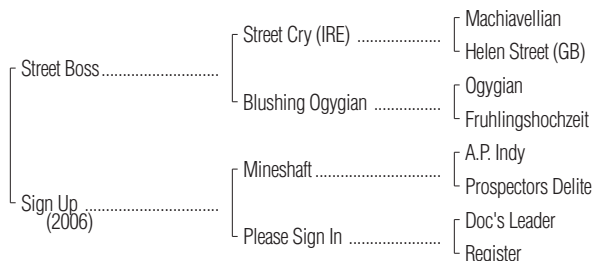 Machiavellian
Street Cry (IRE) ..................
Helen Street (GB)
Street Boss .........................
Ogygian
Blushing Ogygian ..............
Fruhlingshochzeit
A.P. Indy
Mineshaft ...........................
Prospectors Delite
Sign Up .............................
(2006)
Doc's Leader
Please Sign In ....................
Register